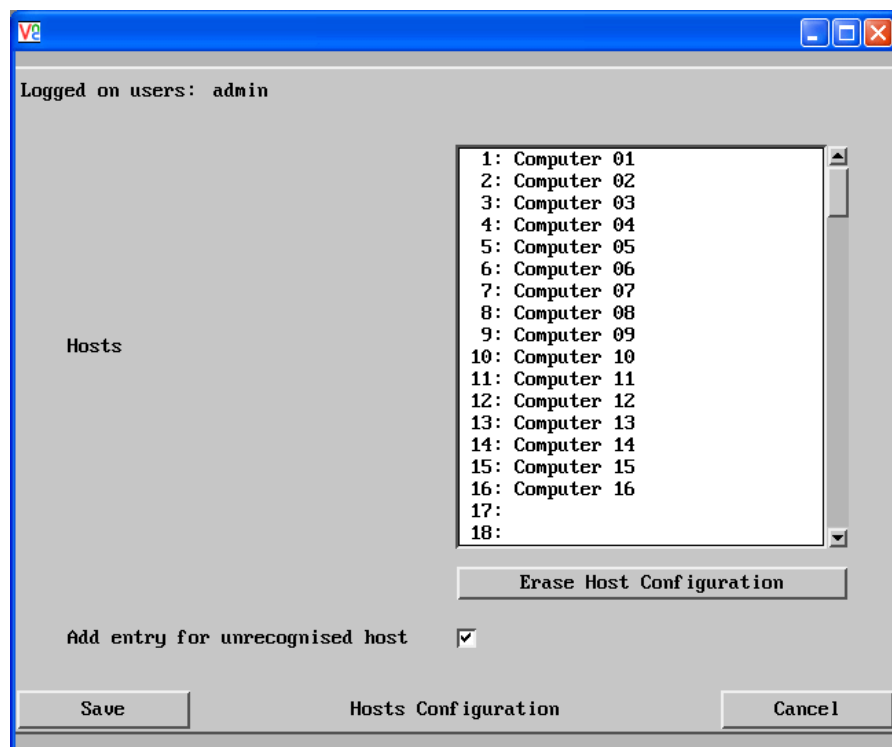 Logged on users: admin
1: Computer 01
2: Computer 02
3: Computer 03
4: Computer 04
5: Computer 05
6: Computer 06
7: Computer 07
8: Computer 08
9: Computer 09
10: Computer 10
11: Computer 11
12: Computer 12
13: Computer 13
14: Computer 14
15: Computer 15
16: Computer 16
17:
18:
Hosts
Erase Host Configuration
Add entry for unrecognised host
Save Hosts Configuration Cancel